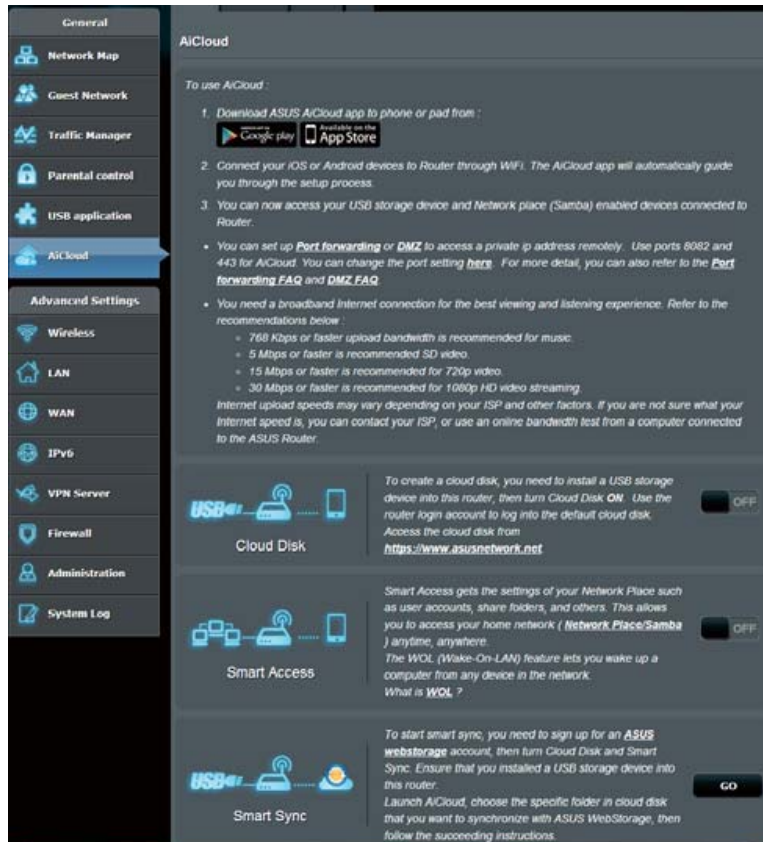 General
Network Map
Guest Network
Traffic Manager
Parental control
USB application
AiCloud
Advanced Settings
Wireless
LAN
WAN
IPv6
VPN Server
Firewall
Administration
System Log
AiCloud
To use AiCloud :
1. Download ASUS AiCloud app to phone or pad from :
ANDROID APP ON
Google play
Available on the
App Store
2. Connect your iOS or Android devices to Router through WiFi. The AiCloud app will automatically guide
you through the setup process.
3. You can now access your USB storage device and Network place (Samba) enabled devices connected to
Router.
• You can set up Port forwarding or DMZ to access a private ip address remotely. Use ports 8082 and
443 for AiCloud. You can change the port setting here. For more detail, you can also refer to the Port
forwarding FAQ and DMZ FAQ.
• You need a broadband Internet connection for the best viewing and listening experience. Refer to the
recommendations below :
768 Kbps or faster upload bandwidth is recommended for music.
5 Mbps or faster is recommended SD video.
15 Mbps or faster is recommended for 720p video.
30 Mbps or faster is recommended for 1080p HD video streaming.
Internet upload speeds may vary depending on your ISP and other factors. If you are not sure what your
Internet speed is, you can contact your ISP, or use an online bandwidth test from a computer connected
to the ASUS Router.
USB
Cloud Disk
To create a cloud disk, you need to install a USB storage
device into this router, then turn Cloud Disk ON. Use the
router login account to log into the default cloud disk.
Access the cloud disk from
https://www.asusnetwork.net
OFF
Smart Access
Smart Access gets the settings of your Network Place such
as user accounts, share folders, and others. This allows
you to access your home network ( Network Place/Samba
) anytime, anywhere.
The WOL (Wake-On-LAN) feature lets you wake up a
computer from any device in the network.
What is WOL ?
OFF
USB
Smart Sync
To start smart sync, you need to sign up for an ASUS
webstorage account, then turn Cloud Disk and Smart
Sync. Ensure that you installed a USB storage device into
this router.
Launch AiCloud, choose the specific folder in cloud disk
that you want to synchronize with ASUS WebStorage, then
follow the succeeding instructions.
GO